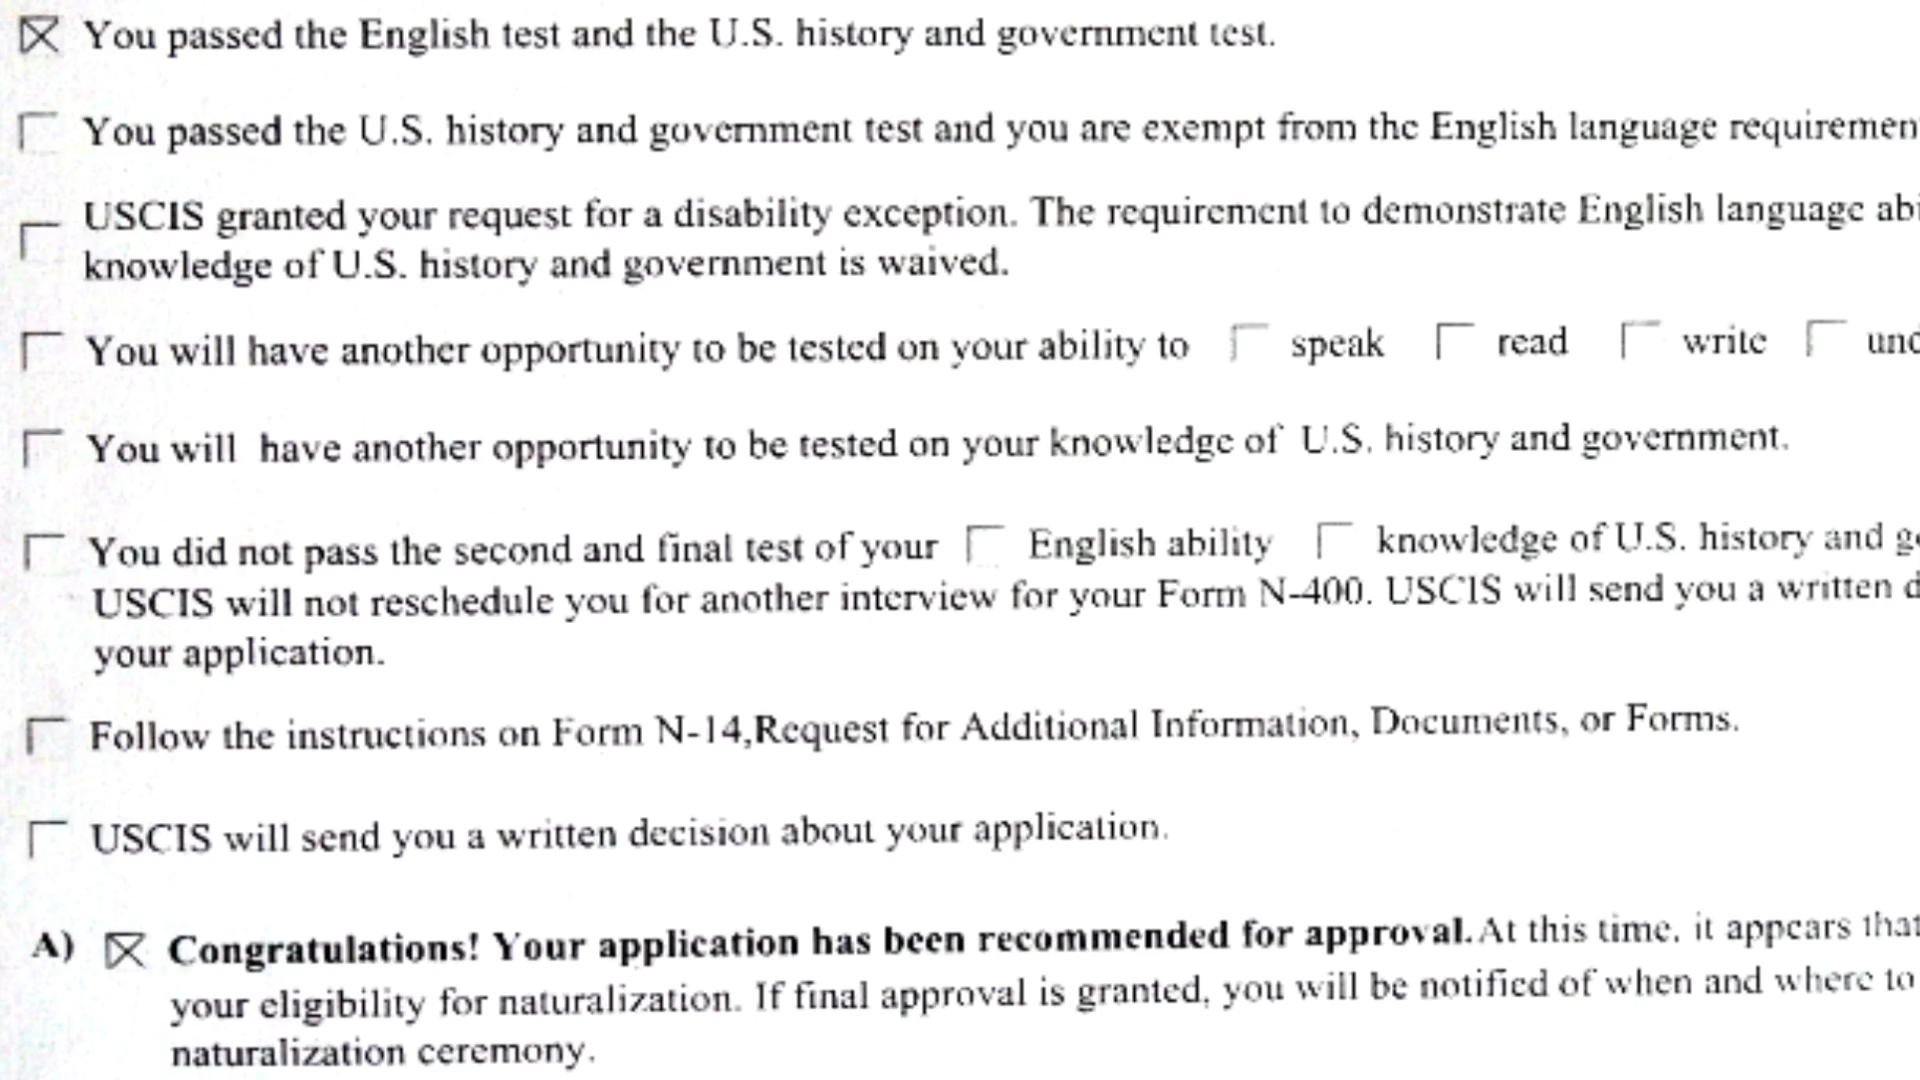 You passed the English test and the U.S. history and government test.
You passed the U.S. history and government test and you are exempt from the English language
USCIS granted your request for a disability exception. The requirement to demonstrate English language
knowledge of U.S. history and government is waived.
You will have another opportunity to be tested on your ability to speak read write
You will have another opportunity to be tested on your knowledge of U.S. history and government.
You did not pass the second and final test of your English ability knowledge of U.S. history and
USCIS will not reschedule you for another interview for your Form N-400. USCIS will send you a written
your application.
Follow the instructions on Form N-14,Request for Additional Information, Documents, or Forms.
USCIS will send you a written decision about your application.
A) Congratulations! Your application has been recommended for approval. At this time, it appears that
your eligibility for naturalization. If final approval is granted, you will be notified of when and where to
naturalization ceremony.